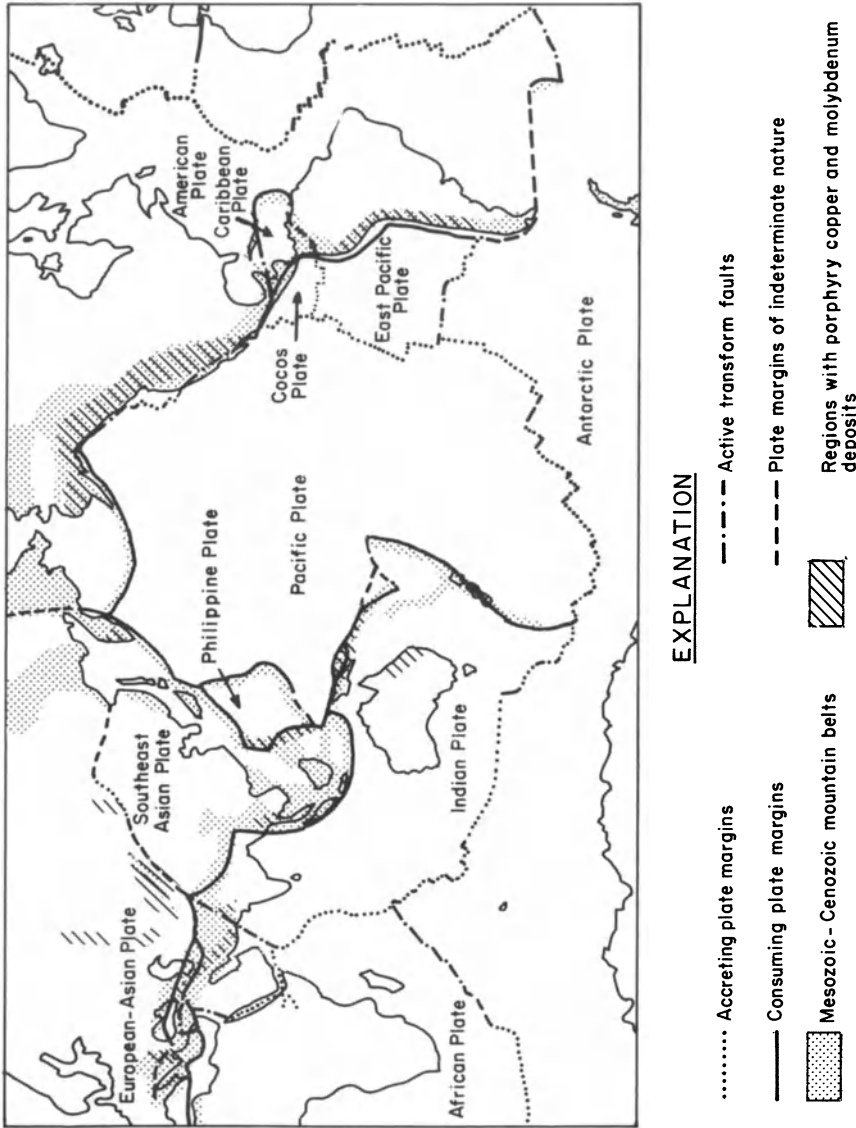 European-Asian Plate
Southeast
Asian Plate
Philippine Plate
Pacific Plate
American
Plate
Caribbean
Plate
Cocos
Plate
East Pacific
Plate
African Plate
Indian Plate
Antarctic Plate
EXPLANATION
Accreting plate margins
Active transform faults
Consuming plate margins
Plate margins of indeterminate nature
Mesozoic-Cenozoic mountain belts
Regions with porphyry copper and molybdenum
deposits